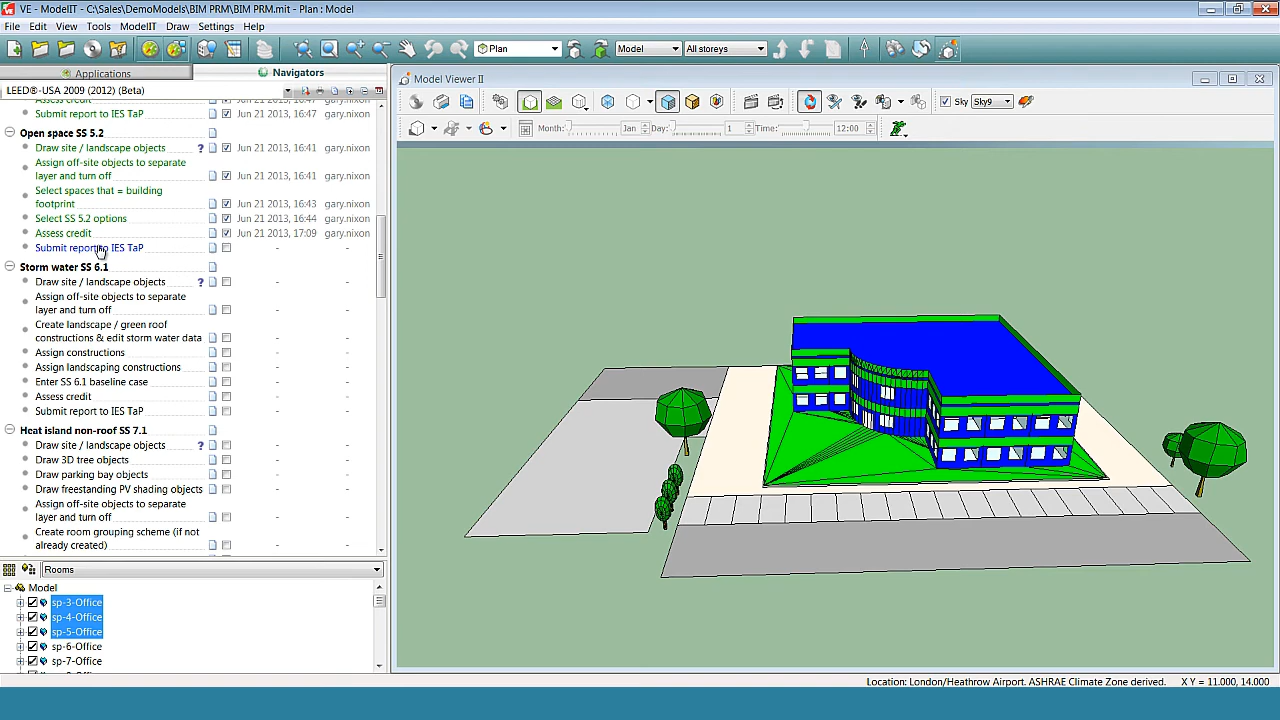 VE - ModelIT - C:\Sales\DemoModels\BIM PRM\BIM PRM.mit - Plan : Model
File Edit View Tools ModelIT Draw Settings Help
Plan Model All storeys
Applications Navigators
LEED®-USA 2009 (2012) (Beta)
Submit report to IES TaP Jun 21 2013, 16:47 gary.nixon
Open space SS 5.2
Draw site / landscape objects ? Jun 21 2013, 16:41 gary.nixon
Assign off-site objects to separate
layer and turn off Jun 21 2013, 16:41 gary.nixon
Select spaces that = building
footprint Jun 21 2013, 16:43 gary.nixon
Select SS 5.2 options Jun 21 2013, 16:44 gary.nixon
Assess credit Jun 21 2013, 17:09 gary.nixon
Submit report to IES TaP - -
Storm water SS 6.1
Draw site / landscape objects ? - -
Assign off-site objects to separate
layer and turn off - -
Create landscape / green roof
constructions & edit storm water data - -
Assign constructions - -
Assign landscaping constructions - -
Enter SS 6.1 baseline case - -
Assess credit - -
Submit report to IES TaP - -
Heat island non-roof SS 7.1
Draw site / landscape objects ? - -
Draw 3D tree objects - -
Draw parking bay objects - -
Draw freestanding PV shading objects - -
Assign off-site objects to separate
layer and turn off - -
Create room grouping scheme (if not
already created) - -
Rooms
Model
sp-3-Office
sp-4-Office
sp-5-Office
sp-6-Office
sp-7-Office
Model Viewer II
Sky Sky9
Month: Jan Day: 1 Time: 12:00
Location: London/Heathrow Airport. ASHRAE Climate Zone derived. X Y = 11.000, 14.000